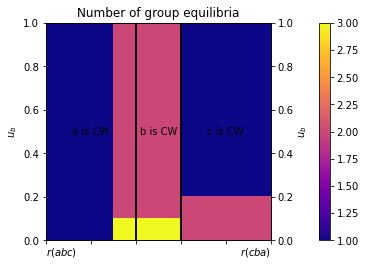 Number of group equilibria
1.0
0.8
0.6
0.4
0.2
0.0
u_b
a is CW
b is CW
c is CW
1.0
0.8
0.6
0.4
0.2
0.0
u_b
3.00
2.75
2.50
2.25
2.00
1.75
1.50
1.25
1.00
r(abc)
r(cba)